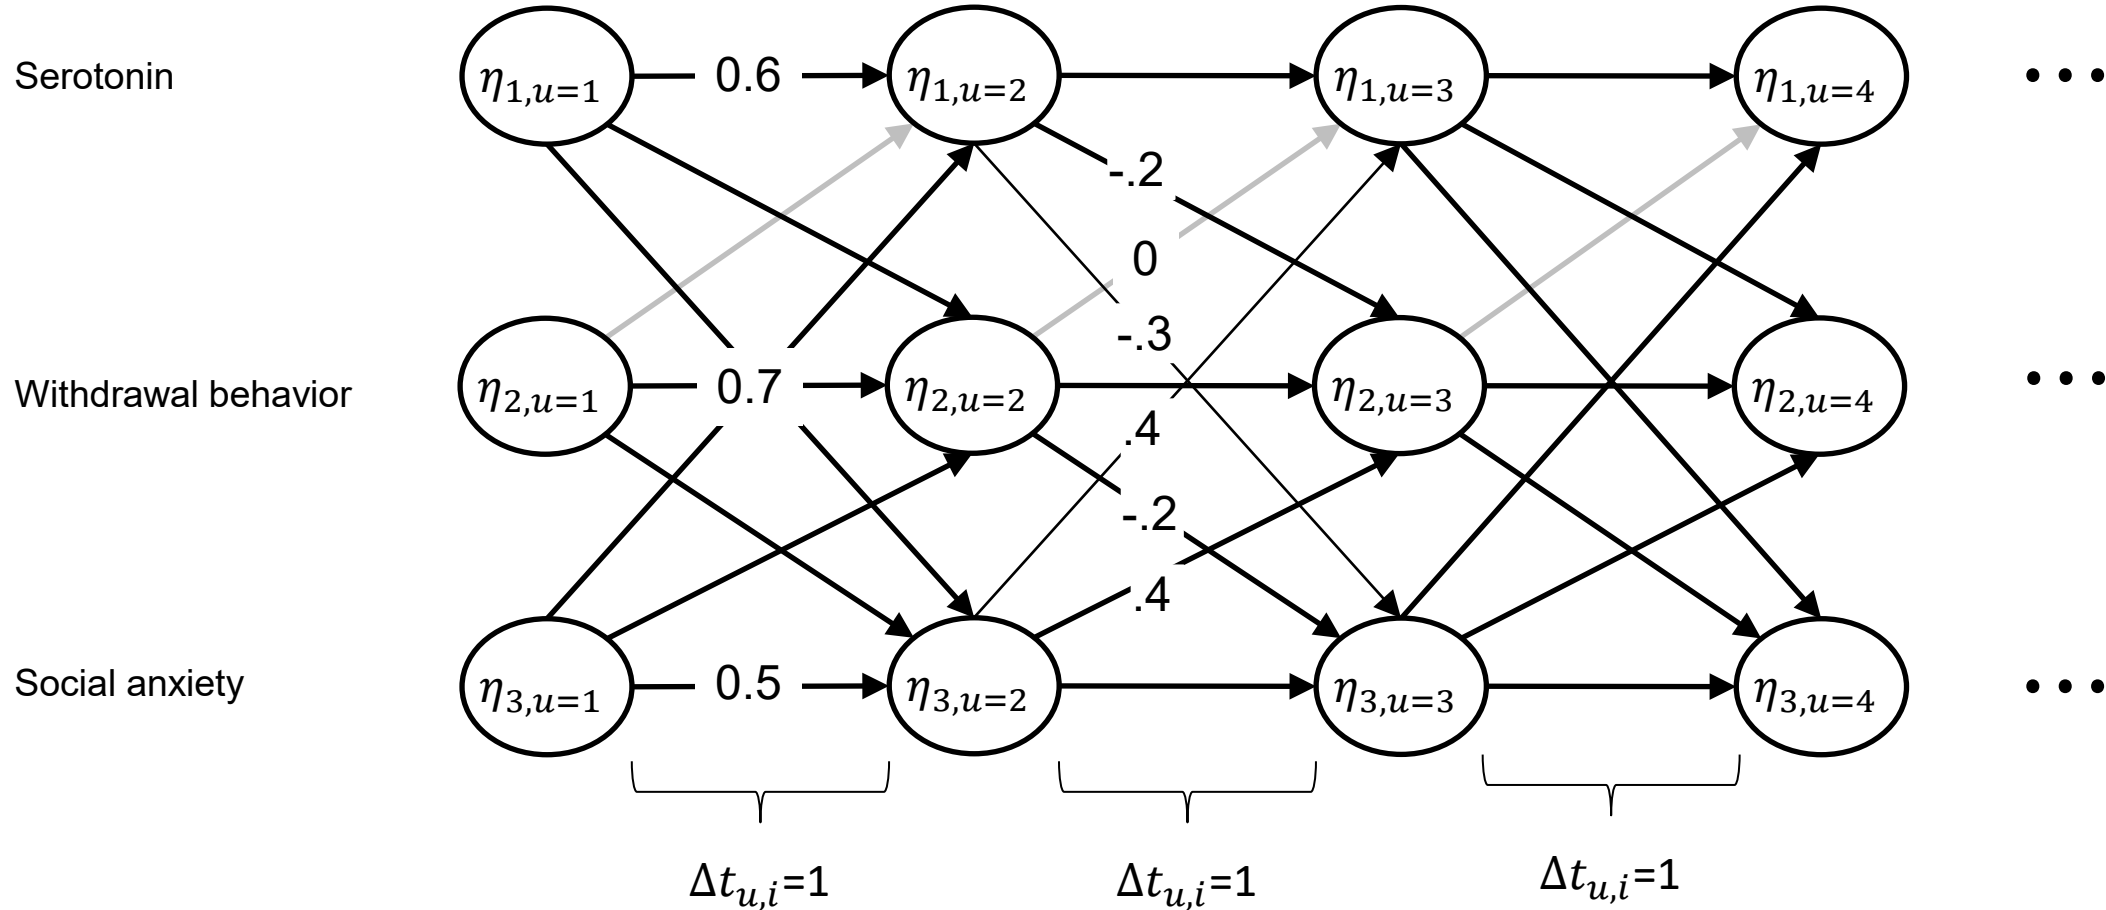 Serotonin η1,u=1 0.6 η1,u=2 η1,u=3 η1,u=4 • • •
-.2
0
-.3
Withdrawal behavior η2,u=1 0.7 η2,u=2 η2,u=3 η2,u=4 • • •
.4
-.2
.4
Social anxiety η3,u=1 0.5 η3,u=2 η3,u=3 η3,u=4 • • •
Δtu,i=1 Δtu,i=1 Δtu,i=1